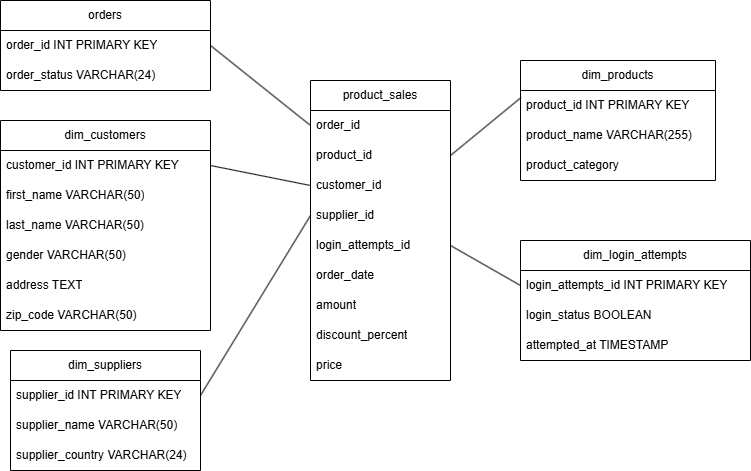 orders
order_id INT PRIMARY KEY
order_status VARCHAR(24)
dim_customers
customer_id INT PRIMARY KEY
first_name VARCHAR(50)
last_name VARCHAR(50)
gender VARCHAR(50)
address TEXT
zip_code VARCHAR(50)
dim_suppliers
supplier_id INT PRIMARY KEY
supplier_name VARCHAR(50)
supplier_country VARCHAR(24)
product_sales
order_id
product_id
customer_id
supplier_id
login_attempts_id
order_date
amount
discount_percent
price
dim_products
product_id INT PRIMARY KEY
product_name VARCHAR(255)
product_category
dim_login_attempts
login_attempts_id INT PRIMARY KEY
login_status BOOLEAN
attempted_at TIMESTAMP